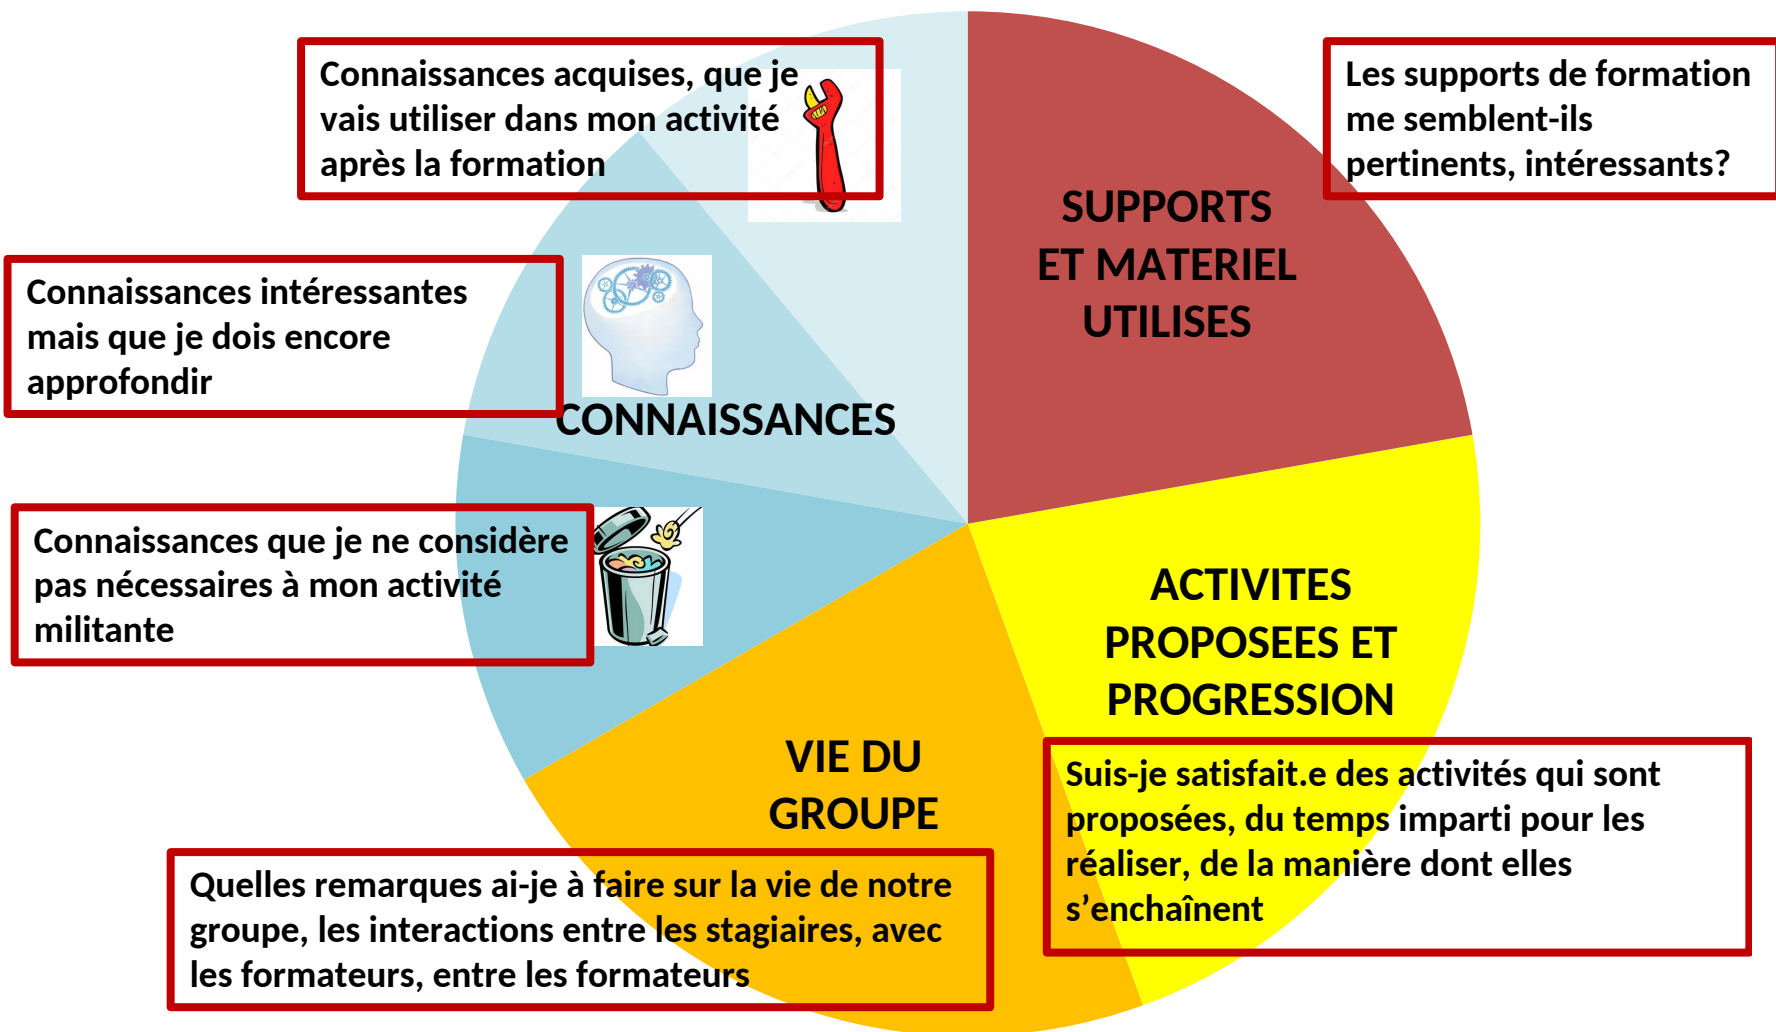 Connaissances acquises, que je
vais utiliser dans mon activité
après la formation
Les supports de formation
me semblent-ils
pertinents, intéressants?
SUPPORTS
ET MATERIEL
UTILISES
Connaissances intéressantes
mais que je dois encore
approfondir
CONNAISSANCES
Connaissances que je ne considère
pas nécessaires à mon activité
militante
ACTIVITES
PROPOSEES ET
PROGRESSION
VIE DU
GROUPE
Suis-je satisfait.e des activités qui sont
proposées, du temps imparti pour les
réaliser, de la manière dont elles
s’enchaînent
Quelles remarques ai-je à faire sur la vie de notre
groupe, les interactions entre les stagiaires, avec
les formateurs, entre les formateurs